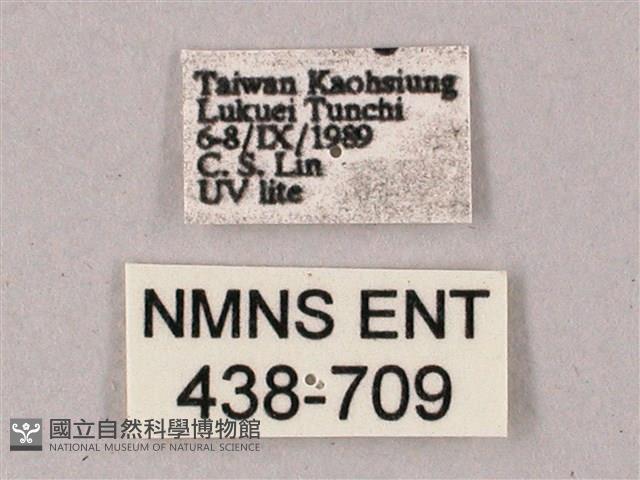 Taiwan Kaohsiung
Lukuei Tunchi
6-8/IX/1989
C. S. Lin
UV lite
NMNS ENT
438-709
國立自然科學博物館
NATIONAL MUSEUM OF NATURAL SCIENCE